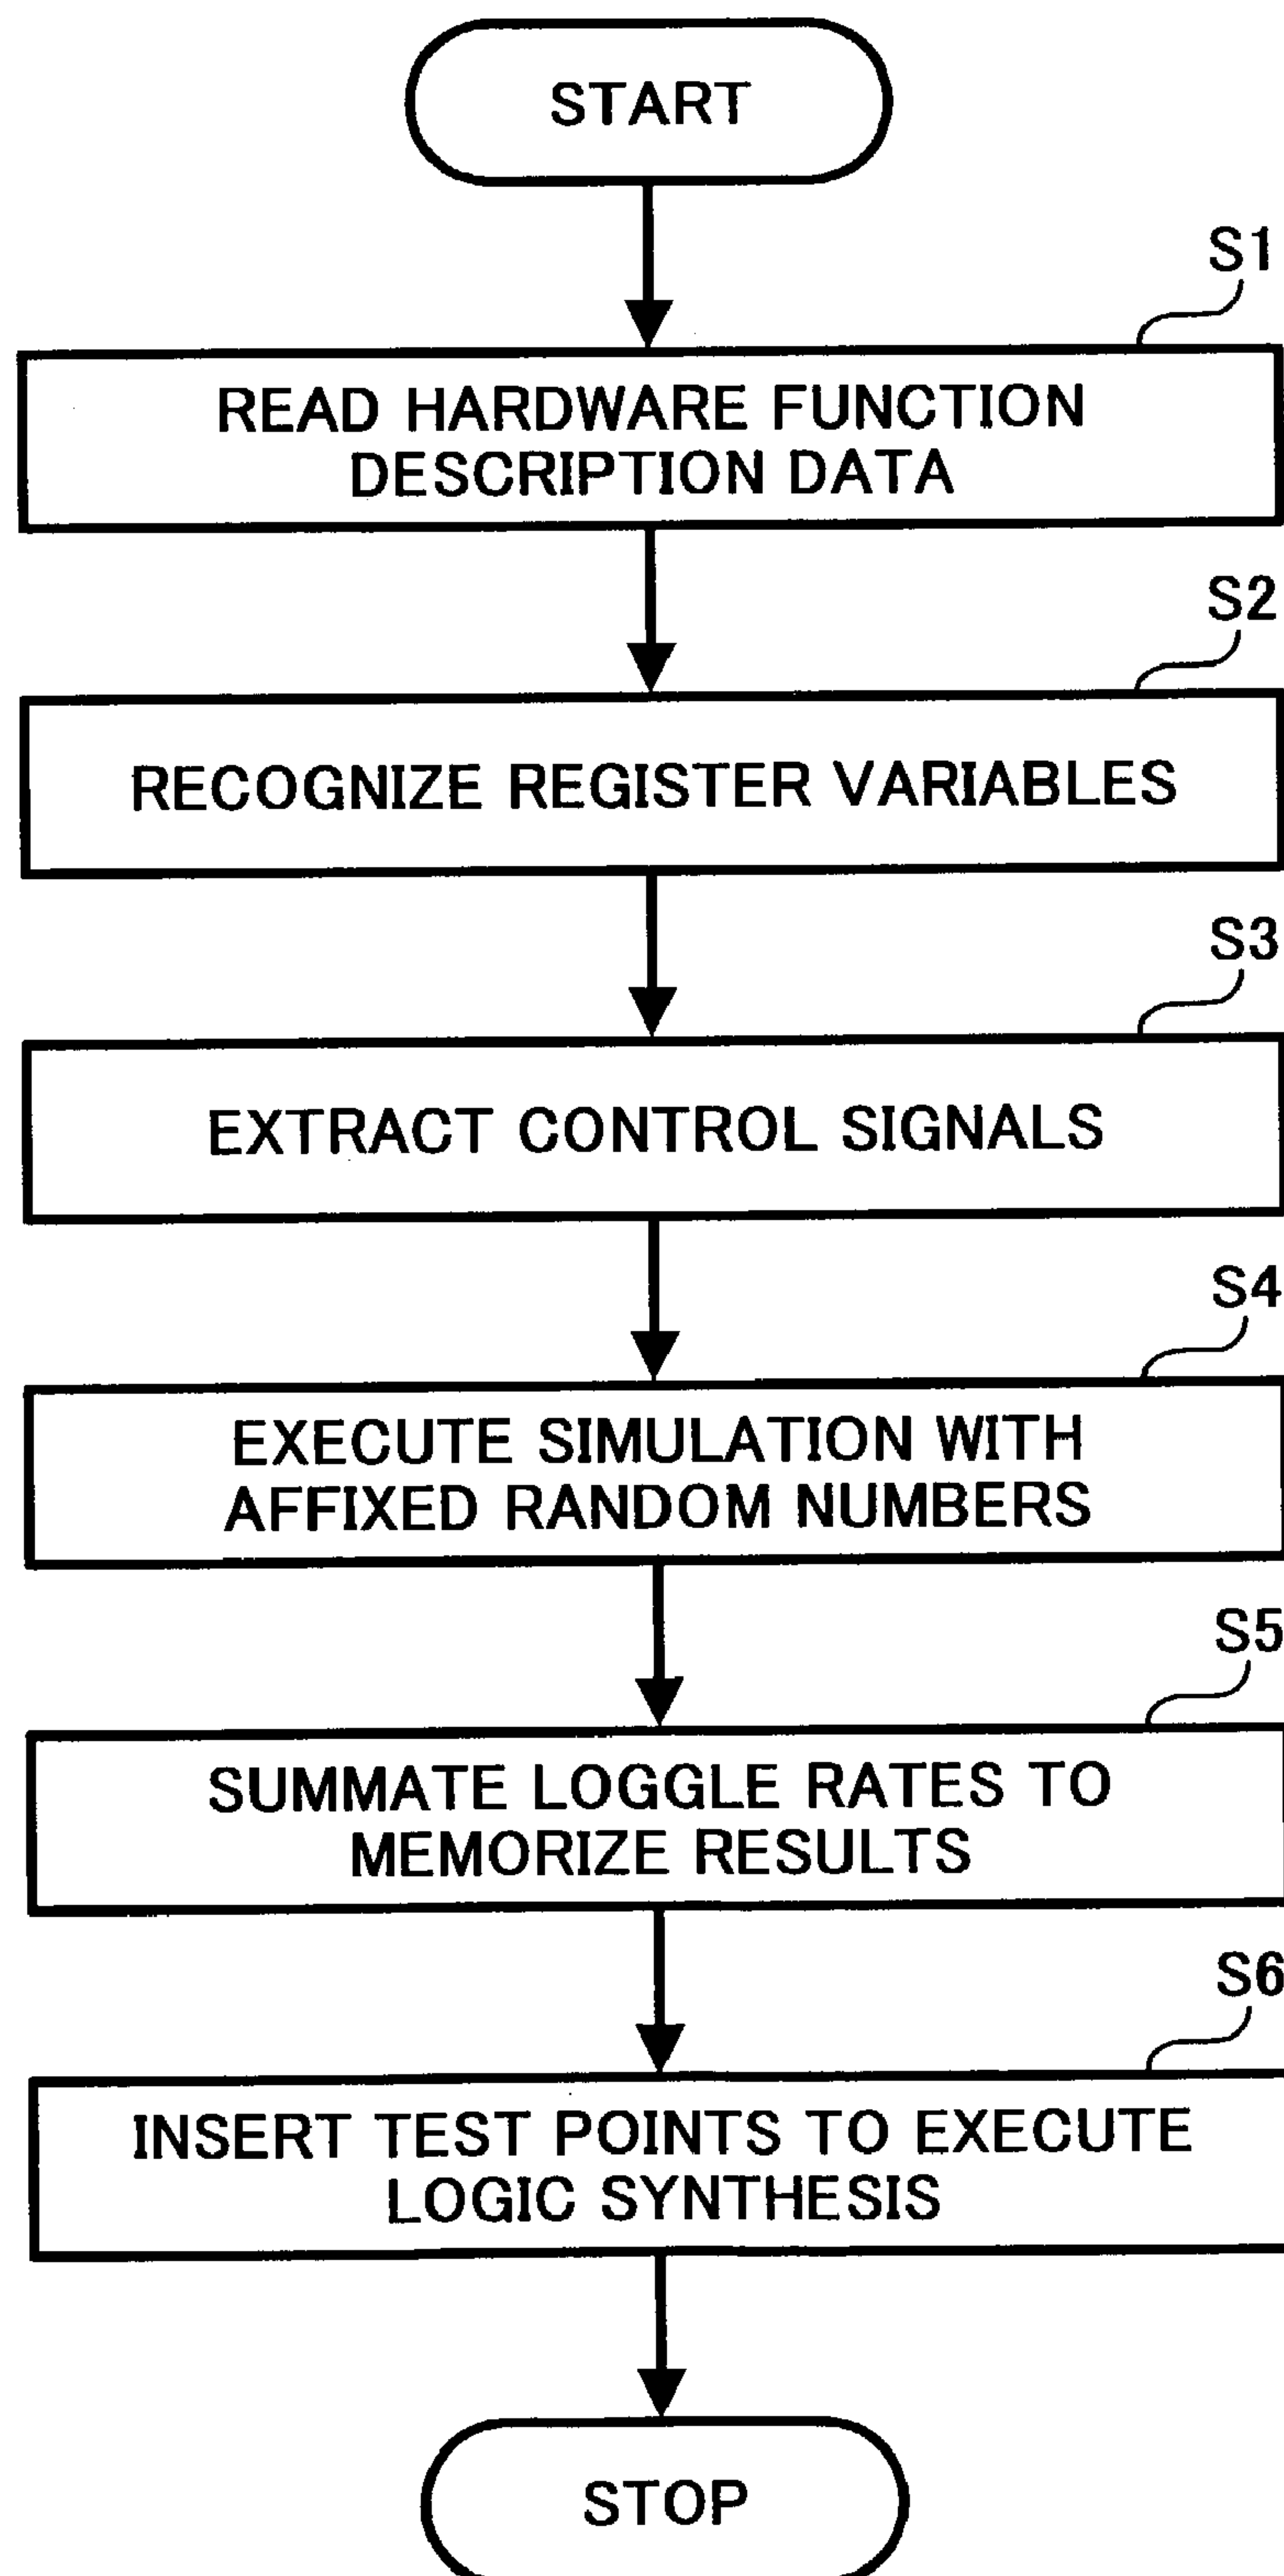 START
S1
READ HARDWARE FUNCTION
DESCRIPTION DATA
S2
RECOGNIZE REGISTER VARIABLES
S3
EXTRACT CONTROL SIGNALS
S4
EXECUTE SIMULATION WITH
AFFIXED RANDOM NUMBERS
S5
SUMMATE LOGGLE RATES TO
MEMORIZE RESULTS
S6
INSERT TEST POINTS TO EXECUTE
LOGIC SYNTHESIS
STOP